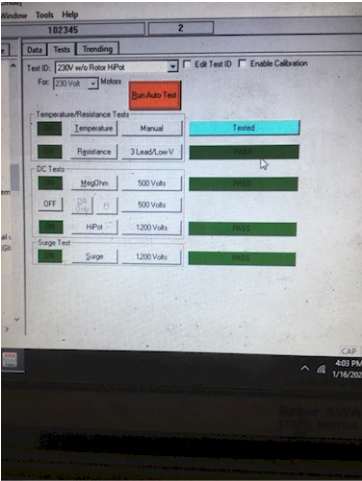 Window Tools Help
102345 2
Data Tests Trending
Test ID: 230V w/o Rotor HiPot Edit Test ID Enable Calibration
For: 230 Volt Motors
Run Auto Test
Temperature/Resistance Tests
Temperature Manual Tested
Resistance 3 Lead/Low V PASS
DC Tests
ON MegOhm 500 Volts PASS
OFF DA Only PI 500 Volts
ON HiPot 1200 Volts PASS
Surge Test
ON Surge 1200 Volts PASS
CAP
4:03 PM
1/16/202